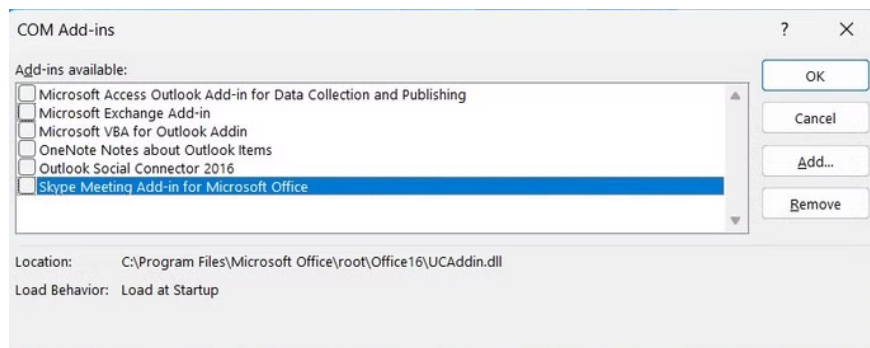 COM Add-ins
Add-ins available:
OK
Microsoft Access Outlook Add-in for Data Collection and Publishing
Microsoft Exchange Add-in
Cancel
Microsoft VBA for Outlook Addin
OneNote Notes about Outlook Items
Add...
Outlook Social Connector 2016
Skype Meeting Add-in for Microsoft Office
Remove
Location: C:\Program Files\Microsoft Office\root\Office16\UCAddin.dll
Load Behavior: Load at Startup